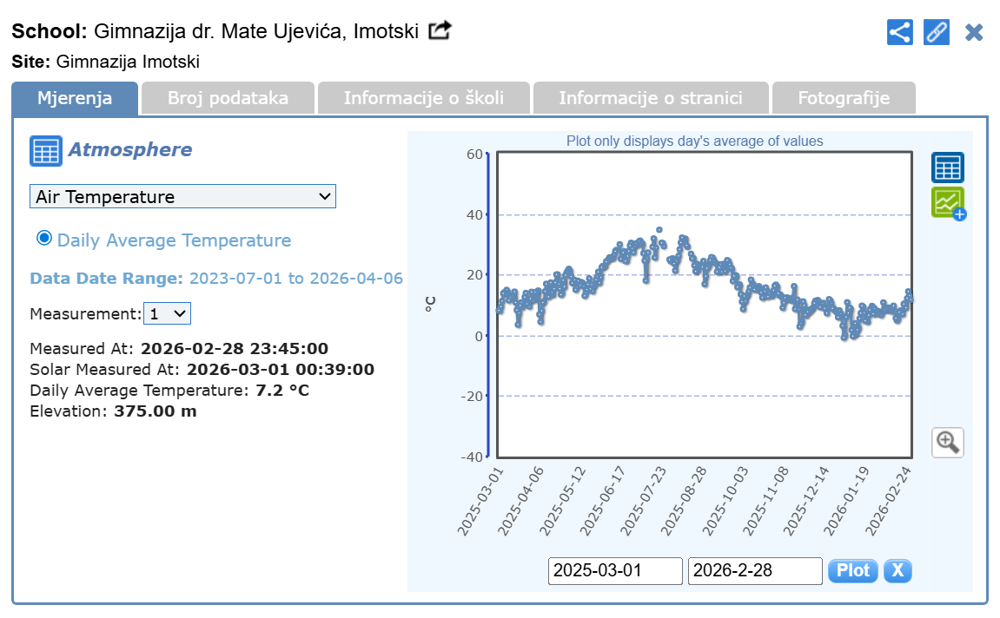 School: Gimnazija dr. Mate Ujevića, Imotski
Site: Gimnazija Imotski
Mjerenja
Broj podataka
Informacije o školi
Informacije o stranici
Fotografije
Atmosphere
Air Temperature
Daily Average Temperature
Data Date Range: 2023-07-01 to 2026-04-06
Measurement: 1
Measured At: 2026-02-28 23:45:00
Solar Measured At: 2026-03-01 00:39:00
Daily Average Temperature: 7.2 °C
Elevation: 375.00 m
Plot only displays day's average of values
60
40
20
0
-20
-40
°C
2025-03-01
2025-04-06
2025-05-12
2025-06-17
2025-07-23
2025-08-28
2025-10-03
2025-11-08
2025-12-14
2026-01-19
2026-02-24
2025-03-01
2026-2-28
Plot
X